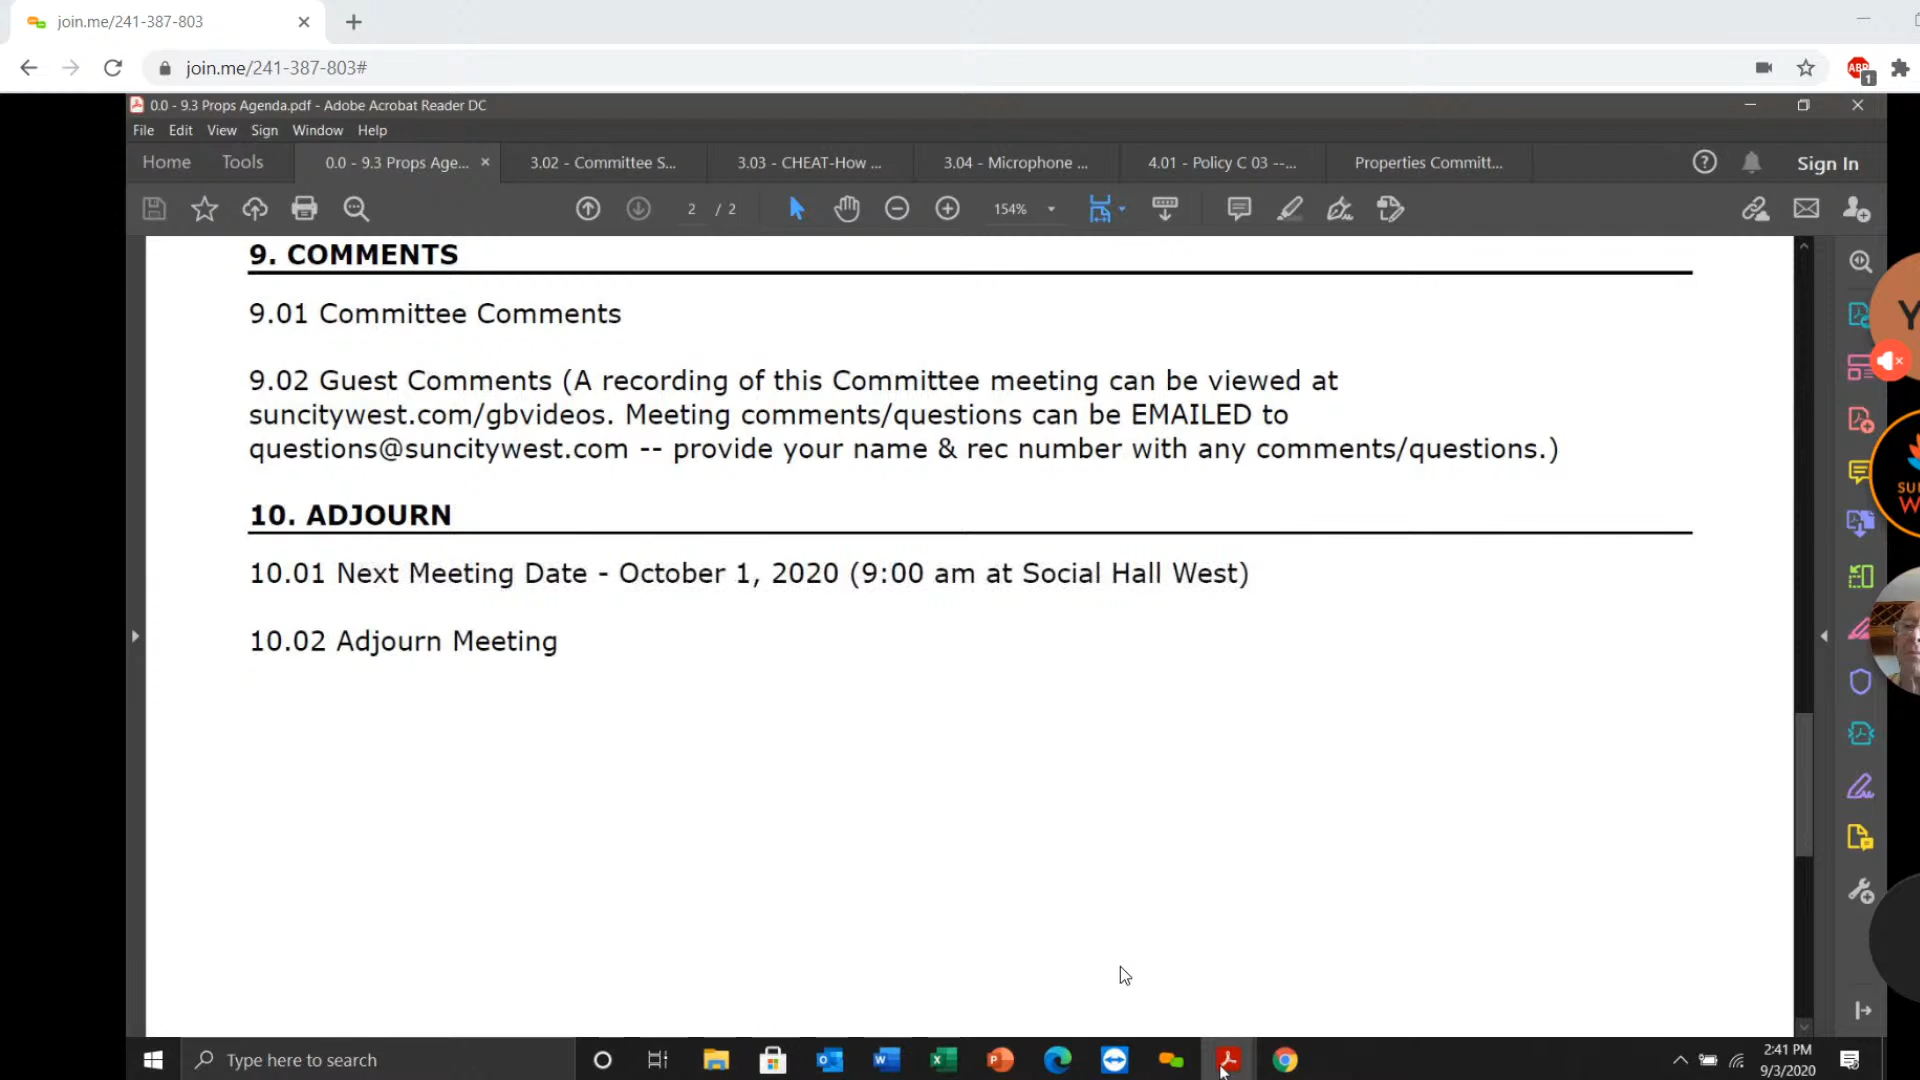 join.me/241-387-803
join.me/241-387-803#
ABP
1
0.0 - 9.3 Props Agenda.pdf - Adobe Acrobat Reader DC
File Edit View Sign Window Help
Home Tools 0.0 - 9.3 Props Age... 3.02 - Committee S... 3.03 - CHEAT-How ... 3.04 - Microphone ... 4.01 - Policy C 03 --... Properties Committ... Sign In
2 / 2 154%
9. COMMENTS
9.01 Committee Comments
9.02 Guest Comments (A recording of this Committee meeting can be viewed at
suncitywest.com/gbvideos. Meeting comments/questions can be EMAILED to
questions@suncitywest.com -- provide your name & rec number with any comments/questions.)
10. ADJOURN
10.01 Next Meeting Date - October 1, 2020 (9:00 am at Social Hall West)
10.02 Adjourn Meeting
Y
Type here to search
2:41 PM
9/3/2020